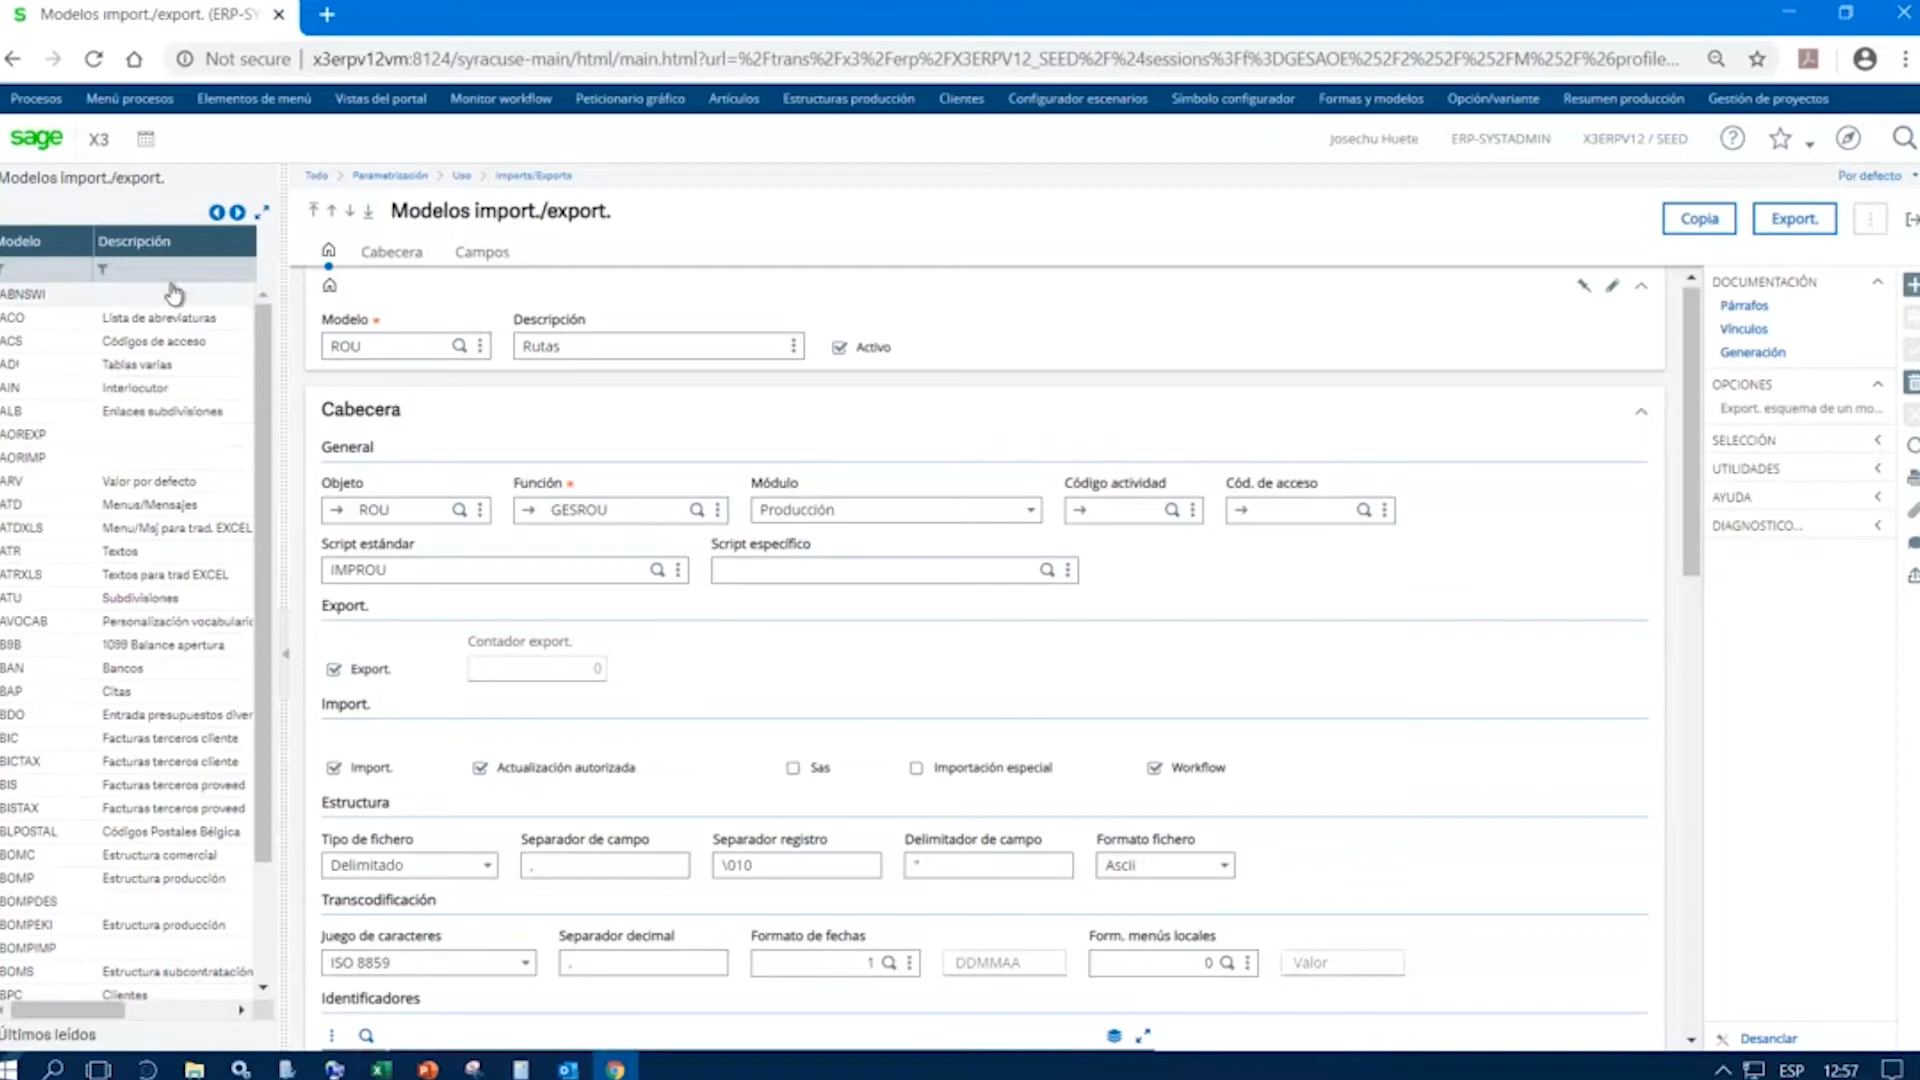 Modelos import./export. (ERP-SY
Not secure
x3erpv12vm:8124/syracuse-main/html/main.html?url=%2Ftrans%2Fx3%2Ferp%2FX3ERPV12_SEED%2F%24sessions%3Ff%3DGESAOE%252F2%252F%252FM%252F%26profile...
Procesos Menú procesos Elementos de menú Vistas del portal Monitor workflow Peticionario gráfico Artículos Estructuras producción Clientes Configurador escenarios Símbolo configurador Formas y modelos Opción/variante Resumen producción Gestión de proyectos
sage X3
Josechu Huete ERP-SYSTADMIN X3ERPV12 / SEED
Modelos import./export.
Todo > Parametrización > Uso > Imports/Exports
Por defecto
Modelos import./export.
Copia Export.
Modelo Descripción
Cabecera Campos
ABNSWI
ACO Lista de abreviaturas
ACS Códigos de acceso
ADI Tablas varias
AIN Interlocutor
ALB Enlaces subdivisiones
AOREXP
AORIMP
ARV Valor por defecto
ATD Menus/Mensajes
ATDXLS Menu/Msj para trad. EXCEL
ATR Textos
ATRXLS Textos para trad EXCEL
ATU Subdivisiones
AVOCAB Personalización vocabulario
B9B 1099 Balance apertura
BAN Bancos
BAP Citas
BDO Entrada presupuestos diver
BIC Facturas terceros cliente
BICTAX Facturas terceros cliente
BIS Facturas terceros proveed
BISTAX Facturas terceros proveed
BLPOSTAL Códigos Postales Bélgica
BOMC Estructura comercial
BOMP Estructura producción
BOMPDES
BOMPEKI Estructura producción
BOMPIMP
BOMS Estructura subcontratación
BPC Clientes
Últimos leídos
Modelo * Descripción
ROU Rutas Activo
Cabecera
General
Objeto Función * Módulo Código actividad Cód. de acceso
ROU GESROU Producción
Script estándar Script específico
IMPROU
Export.
Contador export.
Export. 0
Import.
Import. Actualización autorizada Sas Importación especial Workflow
Estructura
Tipo de fichero Separador de campo Separador registro Delimitador de campo Formato fichero
Delimitado , \010 " Ascii
Transcodificación
Juego de caracteres Separador decimal Formato de fechas Form. menús locales
ISO 8859 . 1 DDMMAA 0 Valor
Identificadores
DOCUMENTACIÓN
Párrafos
Vínculos
Generación
OPCIONES
Export. esquema de un mo...
SELECCIÓN
UTILIDADES
AYUDA
DIAGNOSTICO...
Desanclar
ESP 12:57